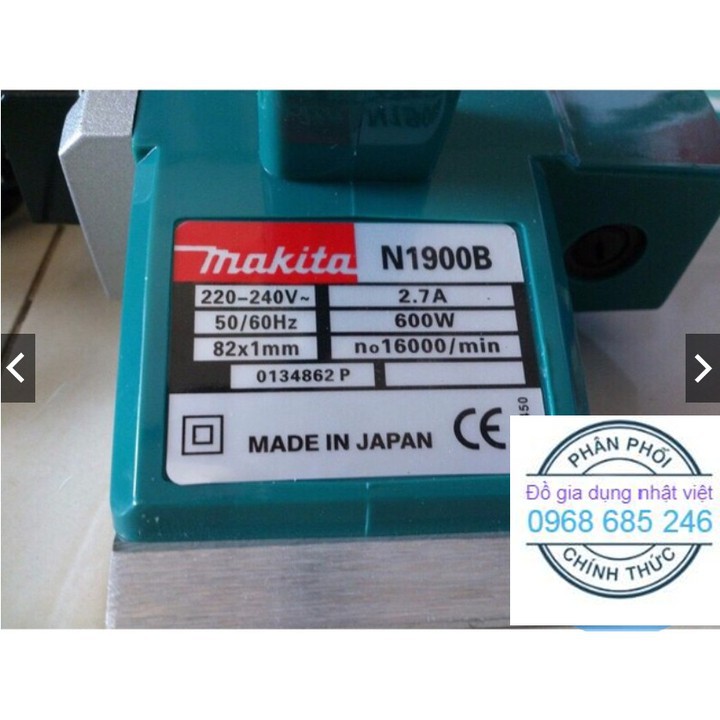 makita N1900B
220-240V~ 2.7A
50/60Hz 600W
82x1mm no16000/min
0134862 P
MADE IN JAPAN CE
450
PHÂN PHỐI
Đồ gia dụng nhật việt
0968 685 246
CHÍNH THỨC